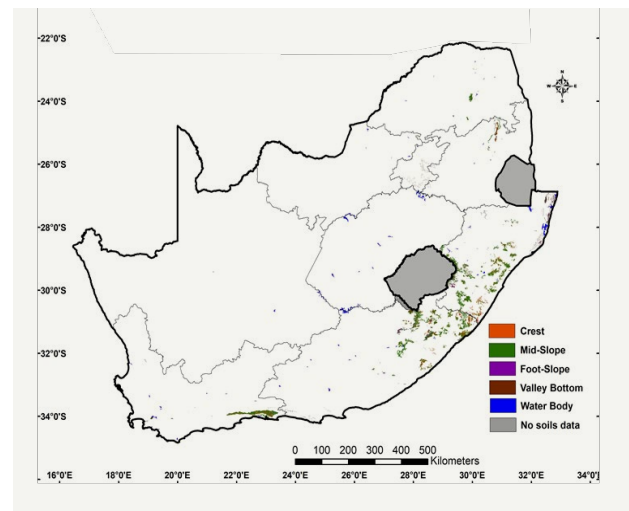 22°0'S
24°0'S
26°0'S
28°0'S
30°0'S
32°0'S
34°0'S
N
W
E
S
Crest
Mid-Slope
Foot-Slope
Valley Bottom
Water Body
No soils data
0 100 200 300 400 500
Kilometers
16°0'E 18°0'E 20°0'E 22°0'E 24°0'E 26°0'E 28°0'E 30°0'E 32°0'E 34°0'